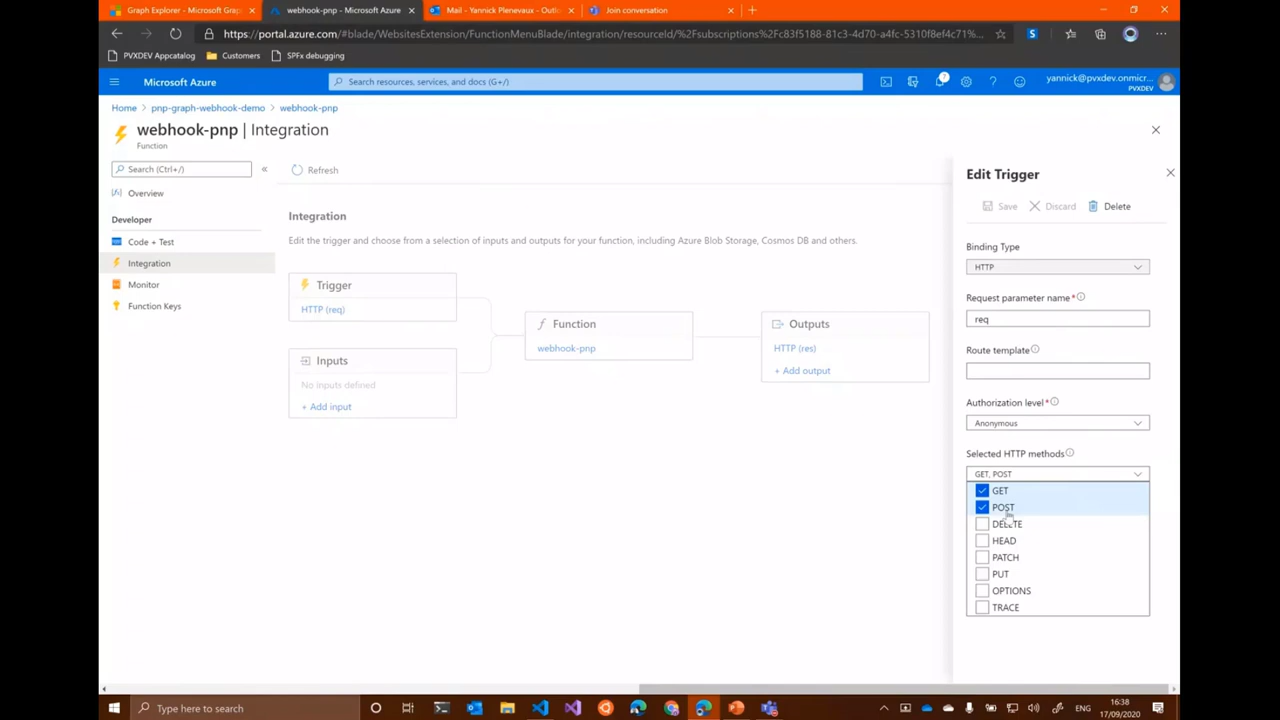 Graph Explorer - Microsoft Gra
webhook-pnp - Microsoft Azure
Mail - Yannick Plenevaux - Outl
Join conversation
https://portal.azure.com/#blade/WebsitesExtension/FunctionMenuBlade/integration/resourceId/%2Fsubscriptions%2Fc83f5188-81c3-4d70-a4fc-5310f8ef4c71%...
PVXDEV Appcatalog
Customers
SPFx debugging
Microsoft Azure
Search resources, services, and docs (G+/)
7
yannick@pvxdev.onmicr...
PVXDEV
Home > pnp-graph-webhook-demo > webhook-pnp
webhook-pnp | Integration
Function
Search (Ctrl+/)
«
Overview
Developer
Code + Test
Integration
Monitor
Function Keys
Refresh
Integration
Edit the trigger and choose from a selection of inputs and outputs for your function, including Azure Blob Storage, Cosmos DB and others.
Trigger
HTTP (req)
Inputs
No inputs defined
+ Add input
Function
webhook-pnp
Outputs
HTTP (res)
+ Add output
Edit Trigger
Save
Discard
Delete
Binding Type
HTTP
Request parameter name *
req
Route template
Authorization level *
Anonymous
Selected HTTP methods
GET, POST
GET
POST
DELETE
HEAD
PATCH
PUT
OPTIONS
TRACE
Type here to search
ENG
16:38
17/09/2020